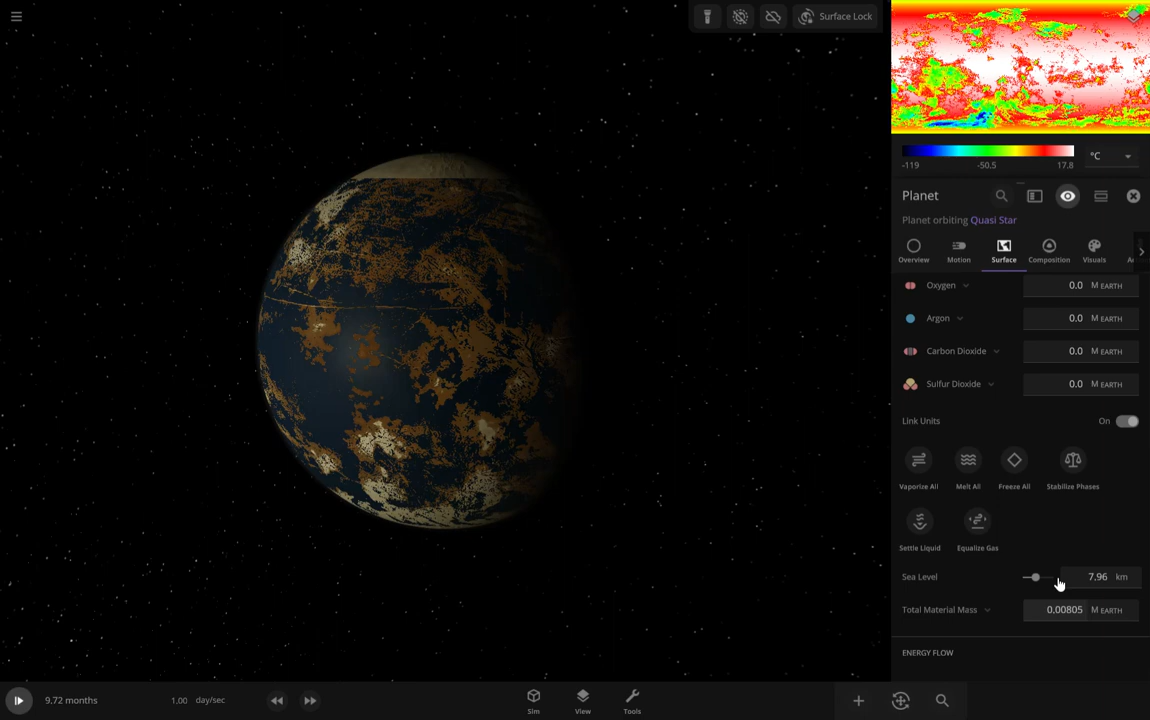 Surface Lock
-119 -50.5 17.8 °C
Planet
Planet orbiting Quasi Star
Overview Motion Surface Composition Visuals
Oxygen 0.0 M EARTH
Argon 0.0 M EARTH
Carbon Dioxide 0.0 M EARTH
Sulfur Dioxide 0.0 M EARTH
Link Units On
Vaporize All Melt All Freeze All Stabilize Phases
Settle Liquid Equalize Gas
Sea Level 7.96 km
Total Material Mass 0.00805 M EARTH
ENERGY FLOW
9.72 months 1.00 day/sec Sim View Tools